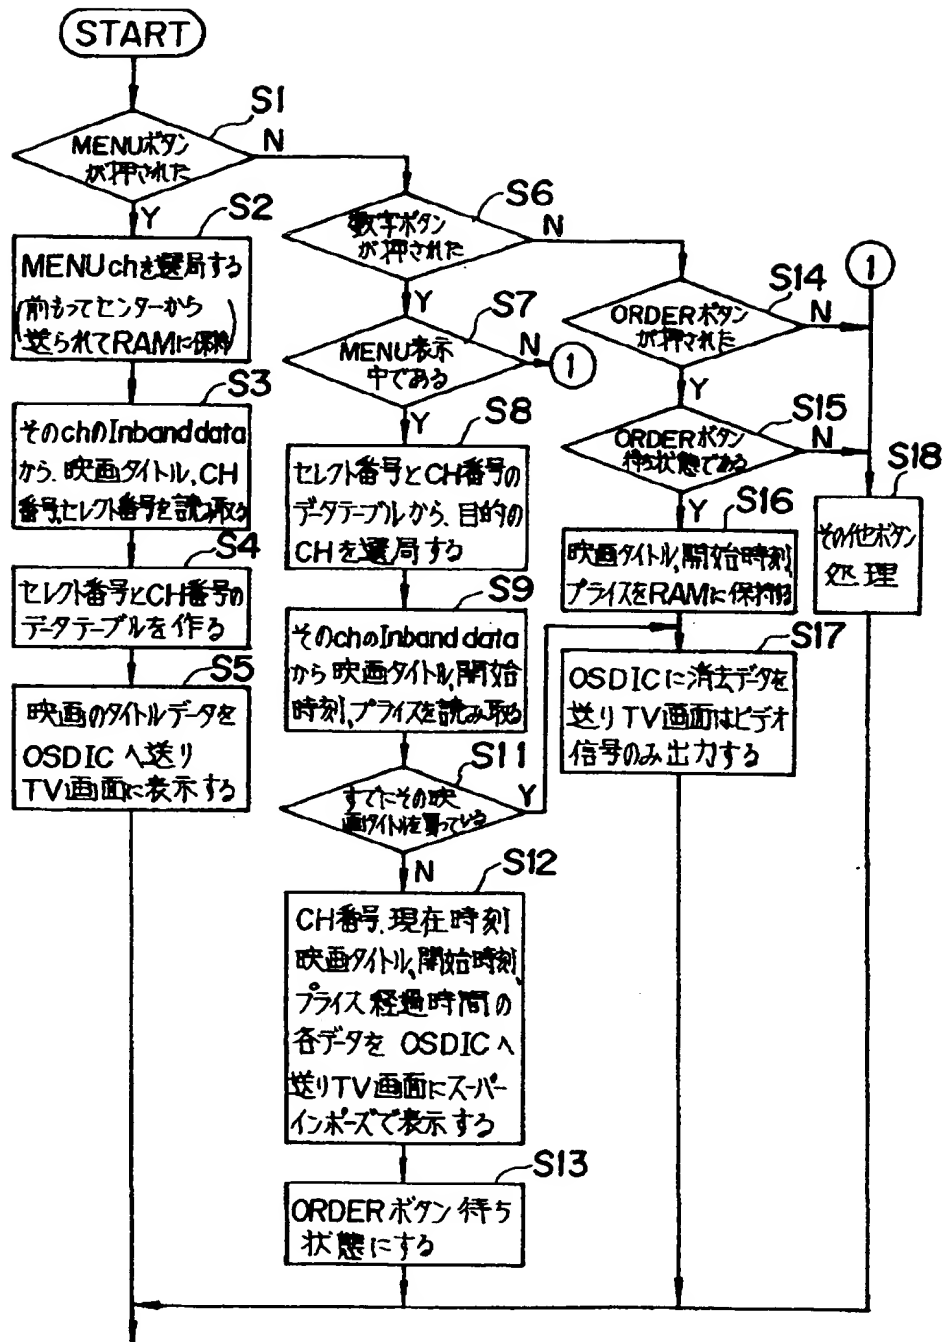 START
S1
MENUボタン
が押された
N
Y
S2
MENU chを選局する
(前もってセンターから
送られてRAMに保持)
S3
そのchのInband data
から、映画タイトル、CH
番号、セレクト番号を読み取る
S4
セレクト番号とCH番号の
データテーブルを作る
S5
映画のタイトルデータを
OSDICへ送り
TV画面に表示する
S6
数字ボタン
が押された
N
Y
S7
MENU表示
中である
N
1
Y
S8
セレクト番号とCH番号の
データテーブルから、目的の
CHを選局する
S9
そのchのInband data
から映画タイトル、開始
時刻、プライスを読み取る
S11
すでにその映
画タイトルを買っている
Y
N
S12
CH番号、現在時刻
映画タイトル、開始時刻、
プライス 経過時間の
各データを OSDICへ
送りTV画面にスーパー
インポーズで表示する
S13
ORDERボタン待ち
状態にする
S14
ORDERボタン
が押された
N
Y
S15
ORDERボタン
待ち状態である
N
Y
S16
映画タイトル、開始時刻、
プライスをRAMに保持する
S17
OSDICに消去データを
送りTV画面はビデオ
信号のみ出力する
1
S18
その他ボタン
処理